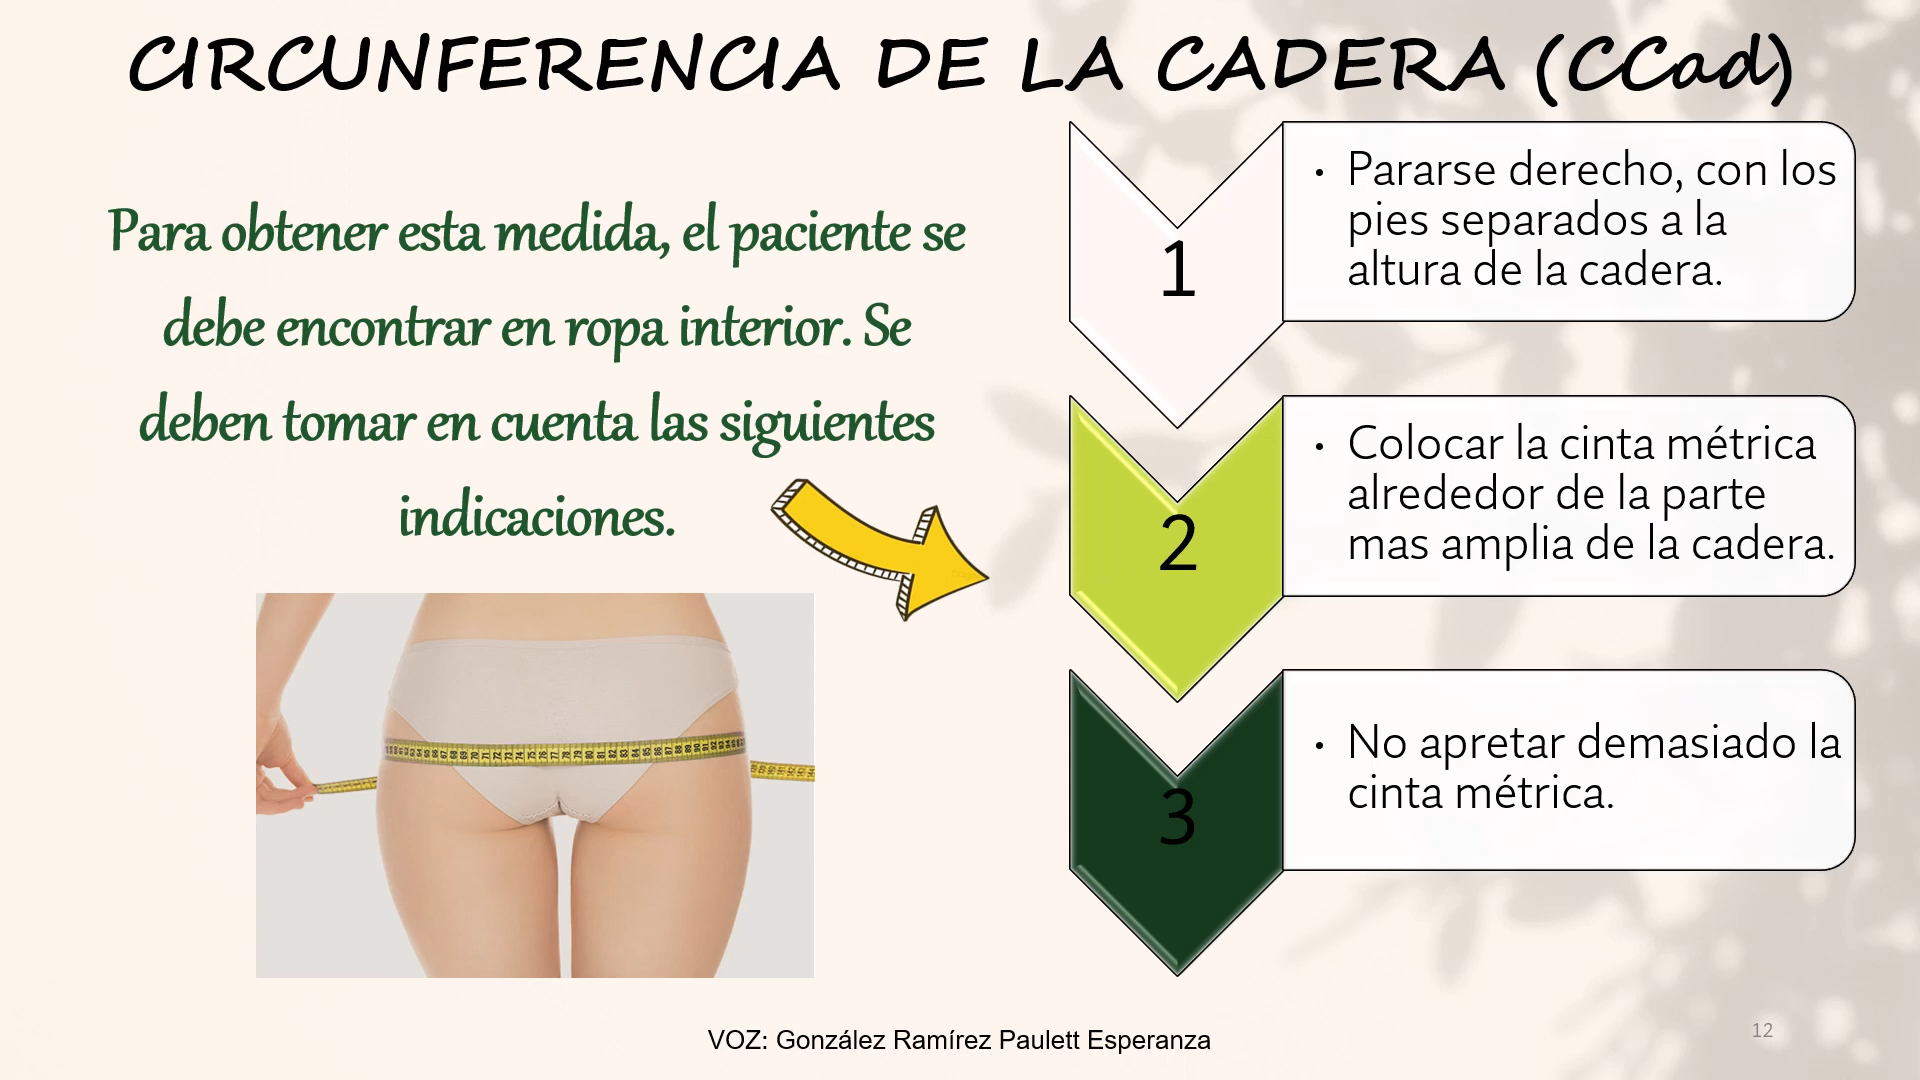 CIRCUNFERENCIA DE LA CADERA (CCad)
Para obtener esta medida, el paciente se
debe encontrar en ropa interior. Se
deben tomar en cuenta las siguientes
indicaciones.
1
• Pararse derecho, con los
pies separados a la
altura de la cadera.
2
• Colocar la cinta métrica
alrededor de la parte
mas amplia de la cadera.
3
• No apretar demasiado la
cinta métrica.
VOZ: González Ramírez Paulett Esperanza
12